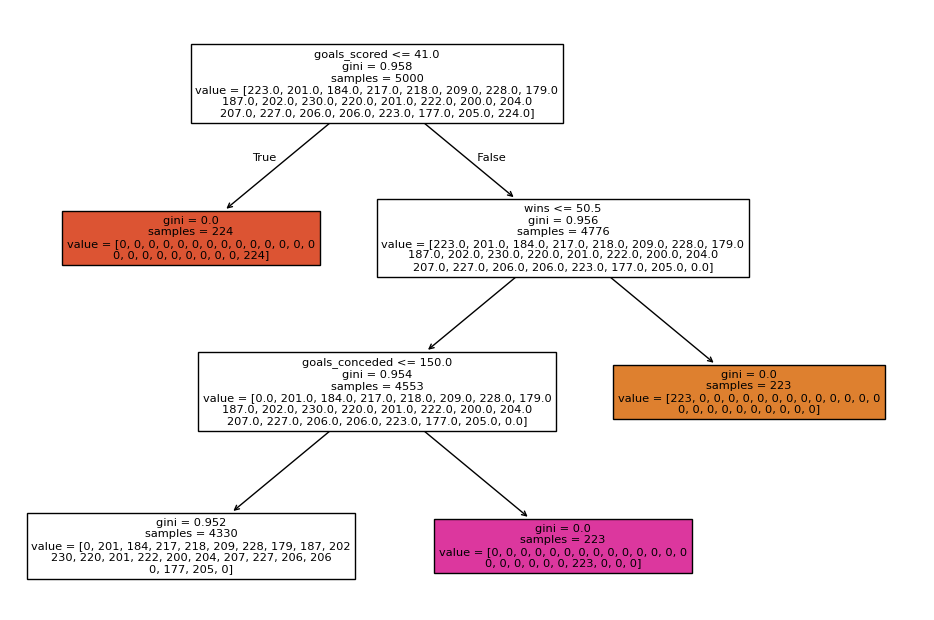 goals_scored <= 41.0
gini = 0.958
samples = 5000
value = [223.0, 201.0, 184.0, 217.0, 218.0, 209.0, 228.0, 179.0
187.0, 202.0, 230.0, 220.0, 201.0, 222.0, 200.0, 204.0
207.0, 227.0, 206.0, 206.0, 223.0, 177.0, 205.0, 224.0]
True
False
gini = 0.0
samples = 224
value = [0, 0, 0, 0, 0, 0, 0, 0, 0, 0, 0, 0, 0, 0
0, 0, 0, 0, 0, 0, 0, 0, 0, 224]
wins <= 50.5
gini = 0.956
samples = 4776
value = [223.0, 201.0, 184.0, 217.0, 218.0, 209.0, 228.0, 179.0
187.0, 202.0, 230.0, 220.0, 201.0, 222.0, 200.0, 204.0
207.0, 227.0, 206.0, 206.0, 223.0, 177.0, 205.0, 0.0]
goals_conceded <= 150.0
gini = 0.954
samples = 4553
value = [0.0, 201.0, 184.0, 217.0, 218.0, 209.0, 228.0, 179.0
187.0, 202.0, 230.0, 220.0, 201.0, 222.0, 200.0, 204.0
207.0, 227.0, 206.0, 206.0, 223.0, 177.0, 205.0, 0.0]
gini = 0.0
samples = 223
value = [223, 0, 0, 0, 0, 0, 0, 0, 0, 0, 0, 0, 0, 0
0, 0, 0, 0, 0, 0, 0, 0, 0, 0]
gini = 0.952
samples = 4330
value = [0, 201, 184, 217, 218, 209, 228, 179, 187, 202
230, 220, 201, 222, 200, 204, 207, 227, 206, 206
0, 177, 205, 0]
gini = 0.0
samples = 223
value = [0, 0, 0, 0, 0, 0, 0, 0, 0, 0, 0, 0, 0, 0
0, 0, 0, 0, 0, 0, 223, 0, 0, 0]